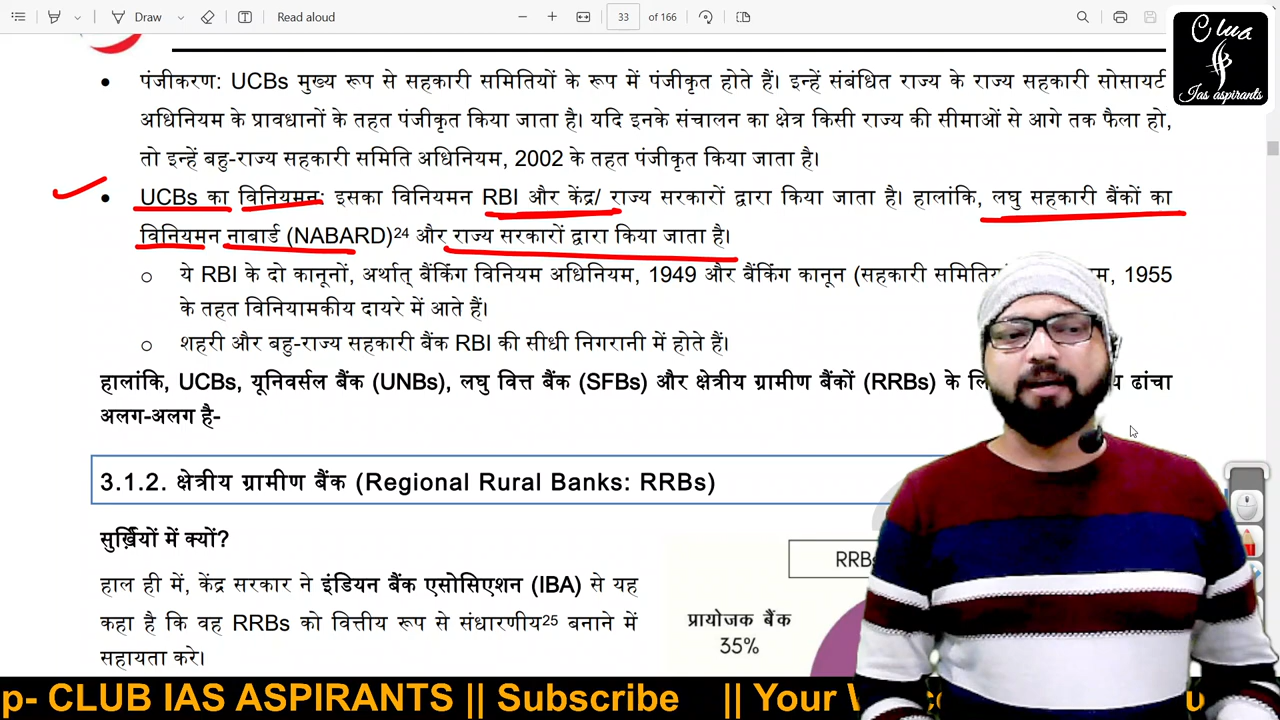 Draw
Read aloud
33 of 166
Clua
Ias aspirants
• पंजीकरण: UCBs मुख्य रूप से सहकारी समितियों के रूप में पंजीकृत होते हैं। इन्हें संबंधित राज्य के राज्य सहकारी
अधिनियम के प्रावधानों के तहत पंजीकृत किया जाता है। यदि इनके संचालन का क्षेत्र किसी राज्य की सीमाओं से आगे तक फैला हो,
तो इन्हें बहु-राज्य सहकारी समिति अधिनियम, 2002 के तहत पंजीकृत किया जाता है।
• UCBs का विनियमन: इसका विनियमन RBI और केंद्र/ राज्य सरकारों द्वारा किया जाता है। हालांकि, लघु सहकारी बैंकों का
विनियमन नाबार्ड (NABARD)24 और राज्य सरकारों द्वारा किया जाता है।
o ये RBI के दो कानूनों, अर्थात् बैंकिंग विनियम अधिनियम, 1949 और बैंकिंग कानून (सहकारी 1955
के तहत विनियामकीय दायरे में आते हैं।
o शहरी और बहु-राज्य सहकारी बैंक RBI की सीधी निगरानी में होते हैं।
हालांकि, UCBs, यूनिवर्सल बैंक (UNBs), लघु वित्त बैंक (SFBs) और क्षेत्रीय ग्रामीण बैंकों (RRBs) के ढांचा
अलग-अलग है-
3.1.2. क्षेत्रीय ग्रामीण बैंक (Regional Rural Banks: RRBs)
सुर्ख़ियों में क्यों?
हाल ही में, केंद्र सरकार ने इंडियन बैंक एसोसिएशन (IBA) से यह
कहा है कि वह RRBs को वित्तीय रूप से संधारणीय25 बनाने में
सहायता करे।
RRBs
प्रायोजक बैंक
35%
p- CLUB IAS ASPIRANTS || Subscribe || Your